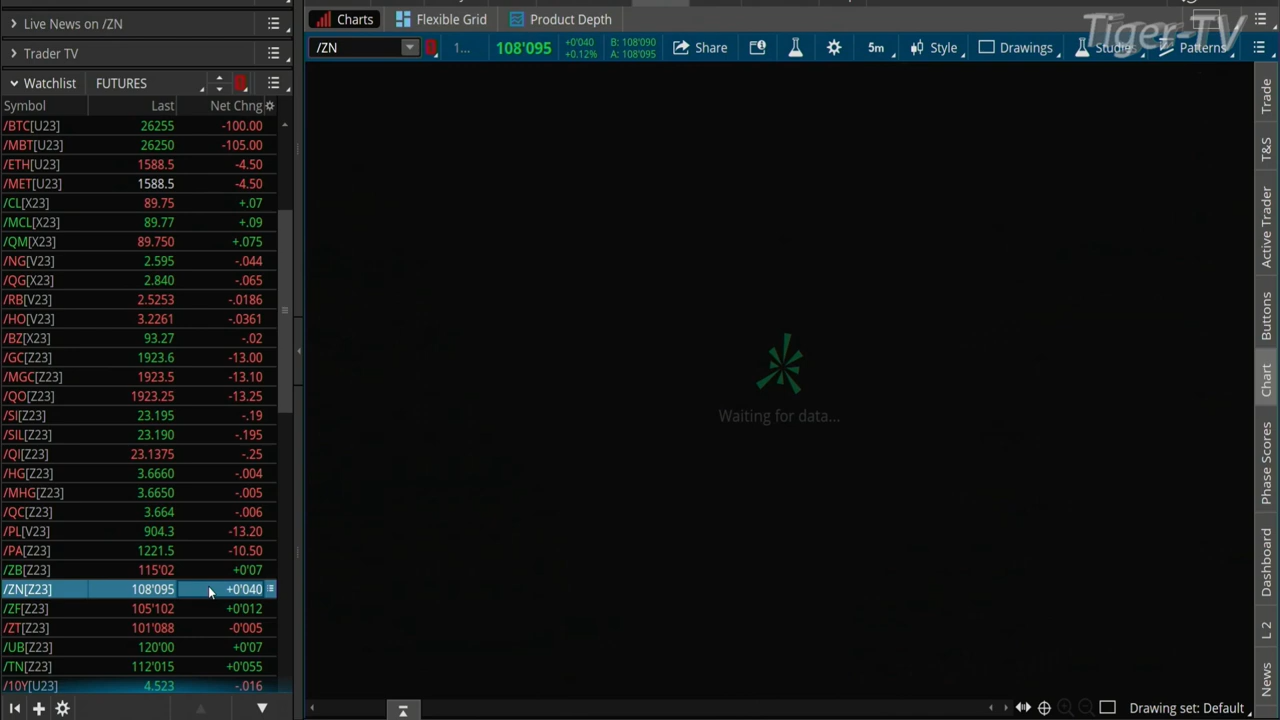 Live News on /ZN
Trader TV
Watchlist FUTURES
Symbol Last Net Chng
/BTC[U23] 26255 -100.00
/MBT[U23] 26250 -105.00
/ETH[U23] 1588.5 -4.50
/MET[U23] 1588.5 -4.50
/CL[X23] 89.75 +.07
/MCL[X23] 89.77 +.09
/QM[X23] 89.750 +.075
/NG[V23] 2.595 -.044
/QG[X23] 2.840 -.065
/RB[V23] 2.5253 -.0186
/HO[V23] 3.2261 -.0361
/BZ[X23] 93.27 -.02
/GC[Z23] 1923.6 -13.00
/MGC[Z23] 1923.5 -13.10
/QO[Z23] 1923.25 -13.25
/SI[Z23] 23.195 -.19
/SIL[Z23] 23.190 -.195
/QI[Z23] 23.1375 -.25
/HG[Z23] 3.6660 -.004
/MHG[Z23] 3.6650 -.005
/QC[Z23] 3.664 -.006
/PL[V23] 904.3 -13.20
/PA[Z23] 1221.5 -10.50
/ZB[Z23] 115'02 +0'07
/ZN[Z23] 108'095 +0'040
/ZF[Z23] 105'102 +0'012
/ZT[Z23] 101'088 -0'005
/UB[Z23] 120'00 +0'07
/TN[Z23] 112'015 +0'055
/10Y[U23] 4.523 -.016
Charts Flexible Grid Product Depth
Tiger-TV
/ZN 1... 108'095 +0'040 +0.12% B: 108'090 A: 108'095 Share 5m Style Drawings Studies Patterns
Waiting for data...
Trade
T&S
Active Trader
Buttons
Chart
Phase Scores
Dashboard
L 2
News
Drawing set: Default